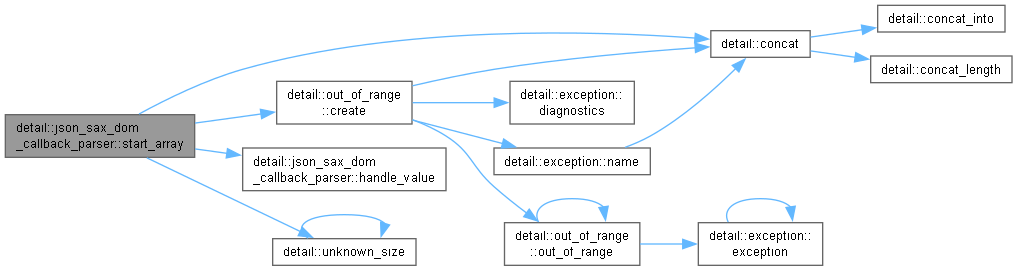 detail::json_sax_dom
_callback_parser::start_array
detail::out_of_range
::create
detail::json_sax_dom
_callback_parser::handle_value
detail::unknown_size
detail::exception::
diagnostics
detail::exception::name
detail::out_of_range
::out_of_range
detail::concat
detail::exception::
exception
detail::concat_into
detail::concat_length